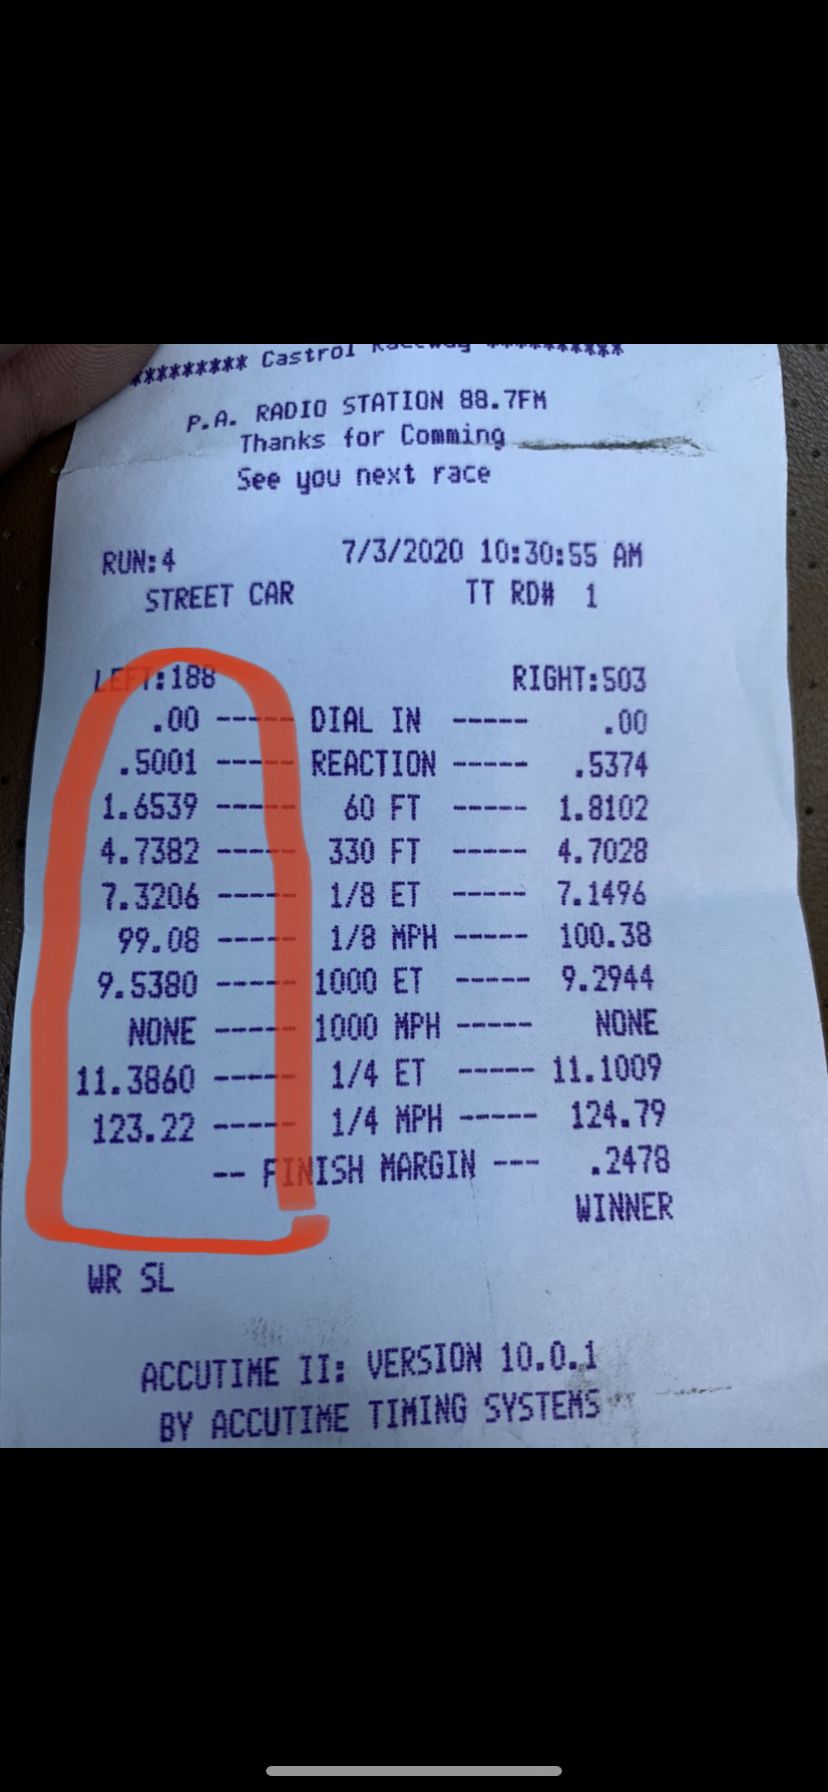 ********* Castrol Raceway **********
P.A. RADIO STATION 88.7FM
Thanks for Comming
See you next race
RUN:4 7/3/2020 10:30:55 AM
STREET CAR TT RD# 1
LEFT:188 RIGHT:503
.00 ----- DIAL IN ----- .00
.5001 ----- REACTION ----- .5374
1.6539 ----- 60 FT ----- 1.8102
4.7382 ----- 330 FT ----- 4.7028
7.3206 ----- 1/8 ET ----- 7.1496
99.08 ----- 1/8 MPH ----- 100.38
9.5380 ----- 1000 ET ----- 9.2944
NONE ----- 1000 MPH ----- NONE
11.3860 ----- 1/4 ET ----- 11.1009
123.22 ----- 1/4 MPH ----- 124.79
-- FINISH MARGIN --- .2478
WINNER
WR SL
ACCUTIME II: VERSION 10.0.1
BY ACCUTIME TIMING SYSTEMS